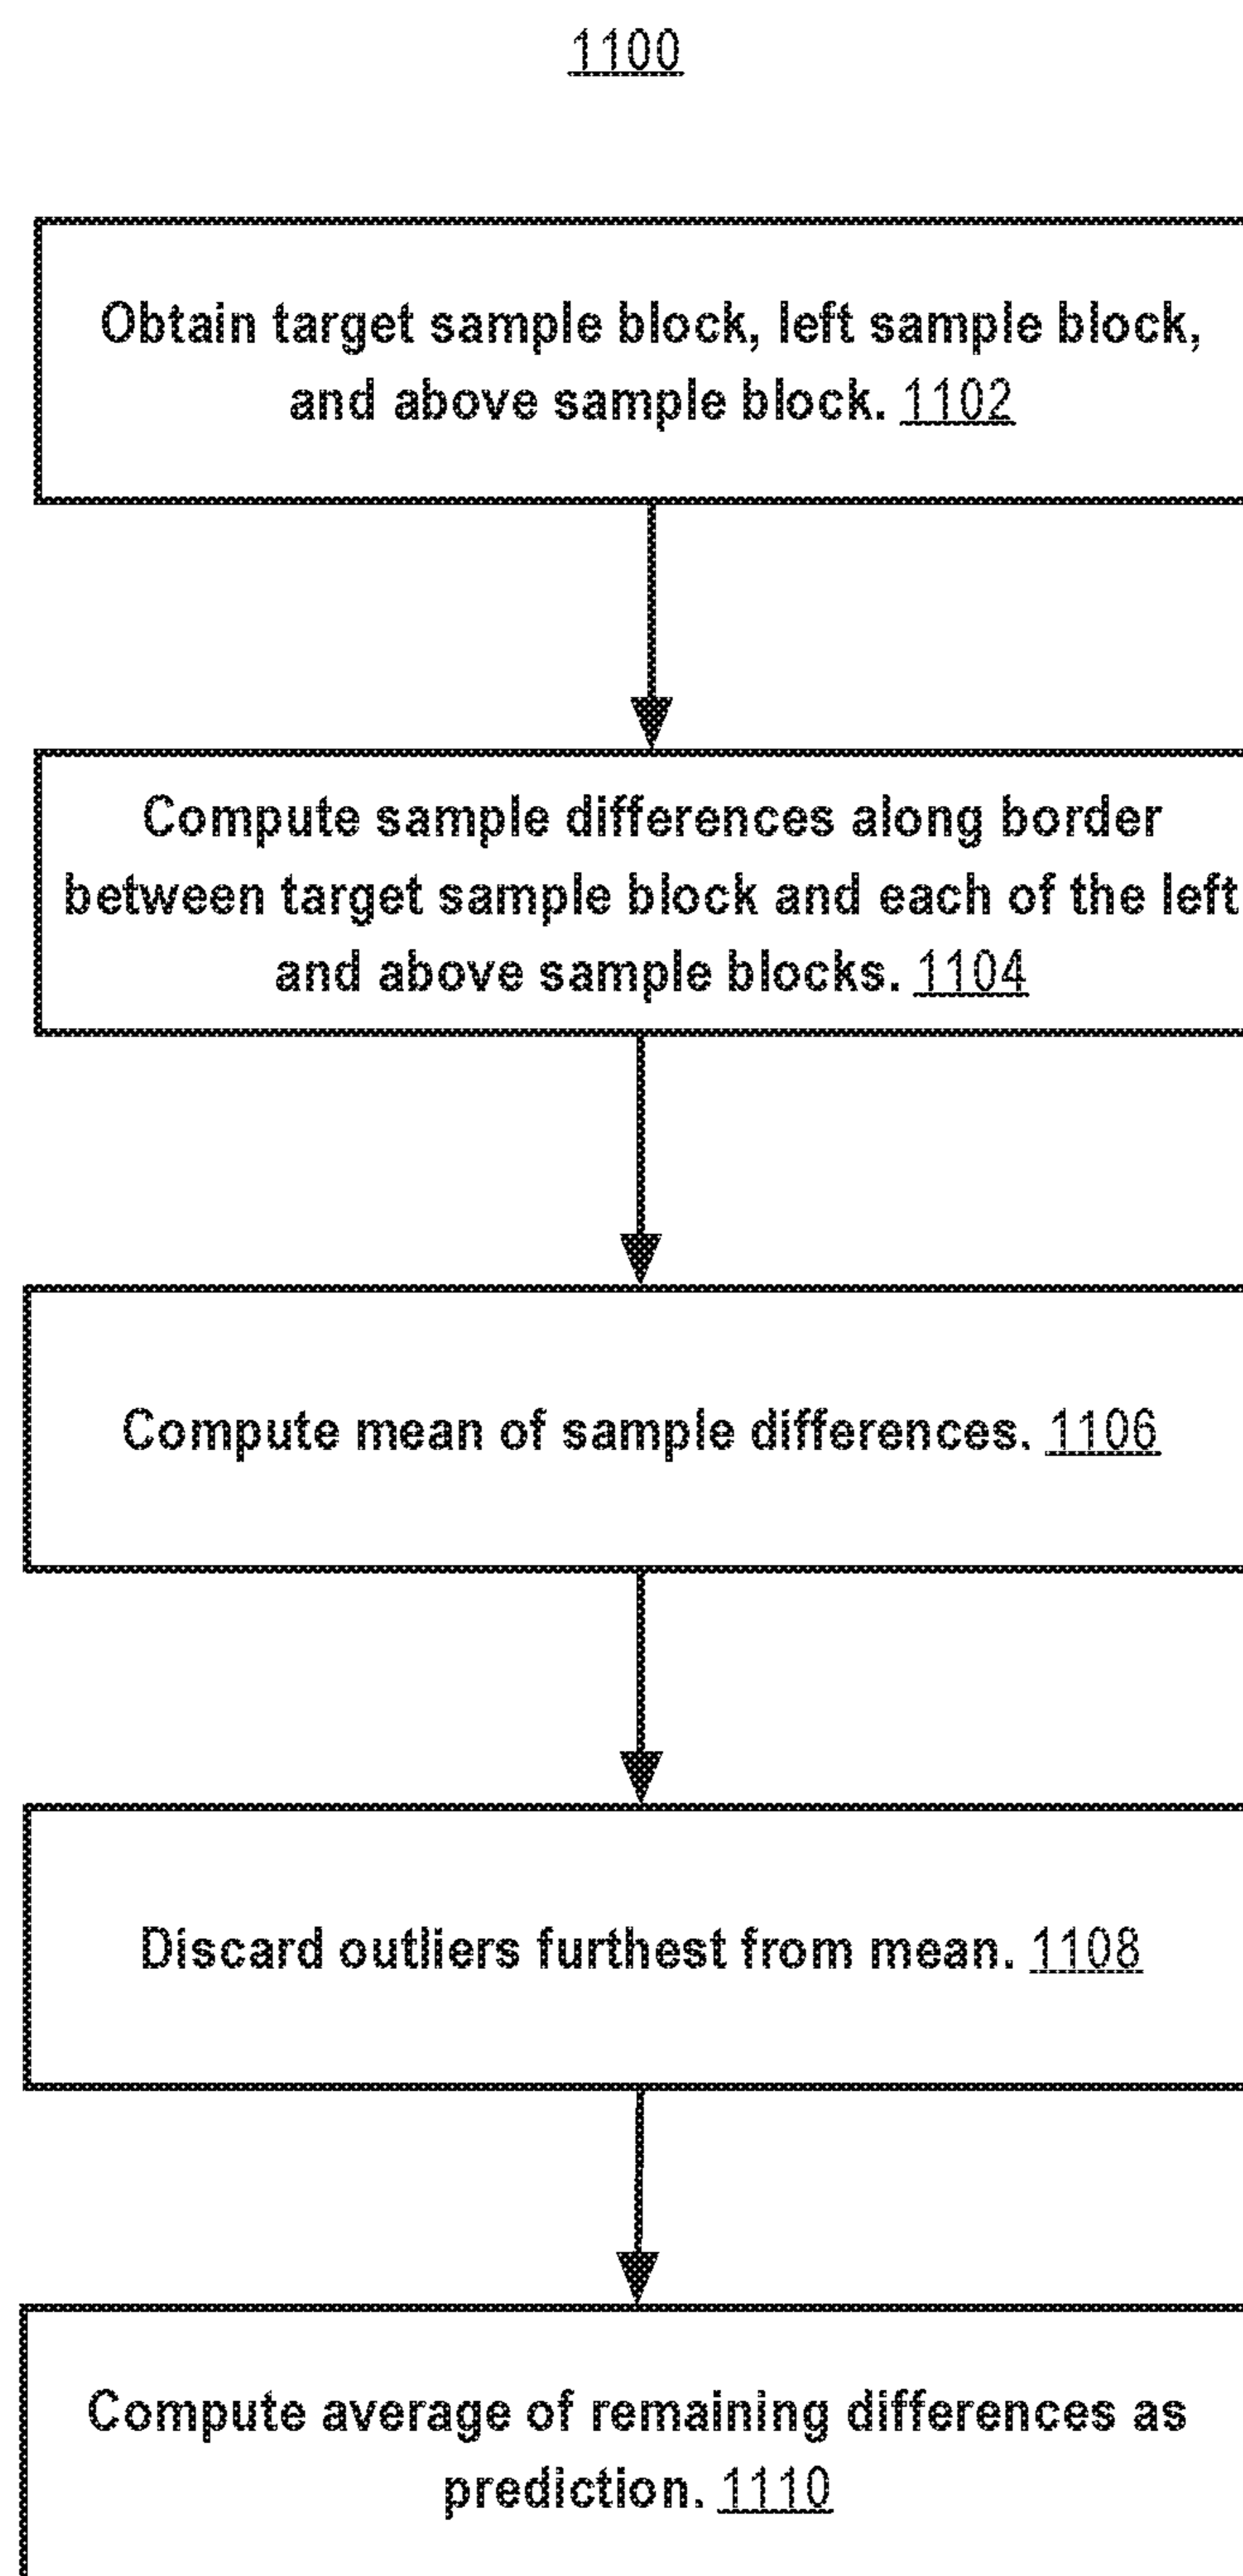 1100
Obtain target sample block, left sample block,
and above sample block. 1102
Compute sample differences along border
between target sample block and each of the left
and above sample blocks. 1104
Compute mean of sample differences. 1106
Discard outliers furthest from mean. 1108
Compute average of remaining differences as
prediction. 1110